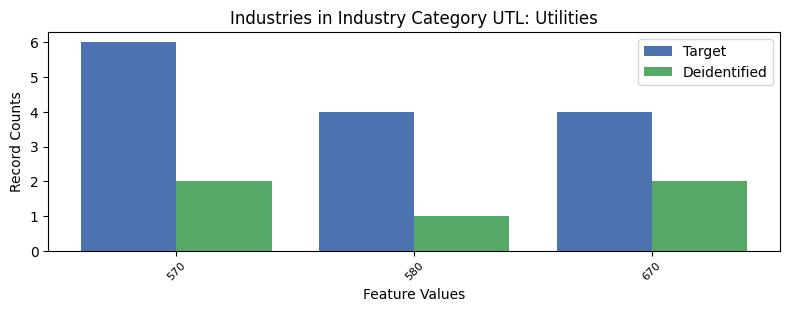 Industries in Industry Category UTL: Utilities
Target
Deidentified
Record Counts
6
5
4
3
2
1
0
570
580
670
Feature Values